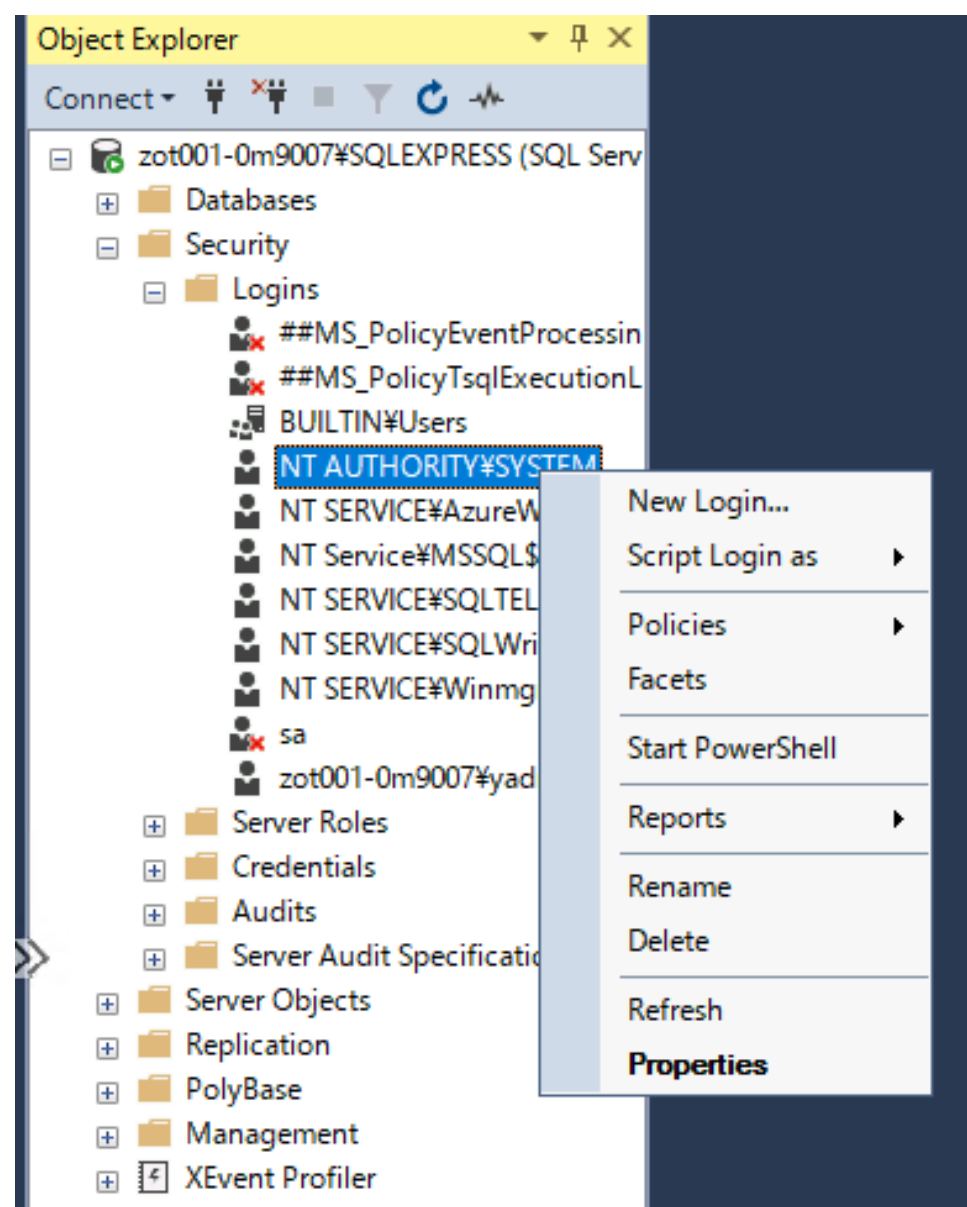 Object Explorer
Connect
zot001-0m9007¥SQLEXPRESS (SQL Serv
Databases
Security
Logins
##MS_PolicyEventProcessin
##MS_PolicyTsqlExecutionL
BUILTIN¥Users
NT AUTHORITY¥SYSTEM
NT SERVICE¥AzureW
NT Service¥MSSQL$
NT SERVICE¥SQLTEL
NT SERVICE¥SQLWri
NT SERVICE¥Winmg
sa
zot001-0m9007¥yad
Server Roles
Credentials
Audits
Server Audit Specificatio
Server Objects
Replication
PolyBase
Management
XEvent Profiler
New Login...
Script Login as
Policies
Facets
Start PowerShell
Reports
Rename
Delete
Refresh
Properties